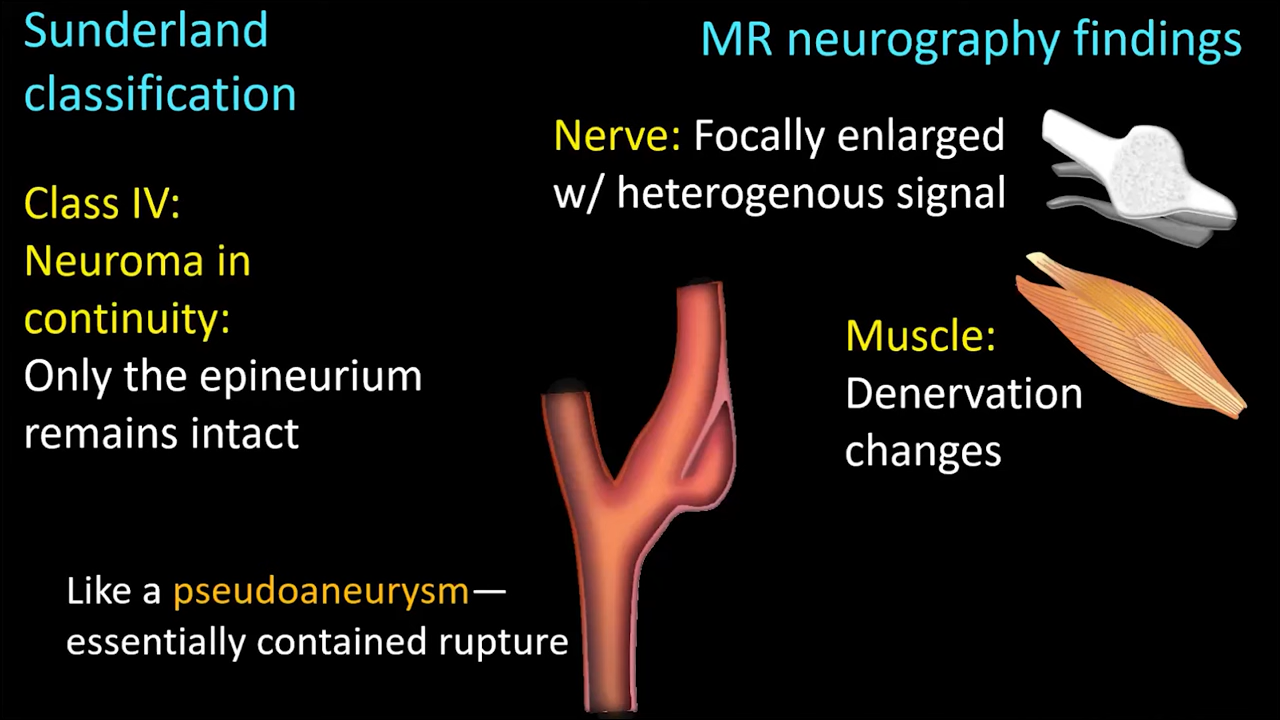 Sunderland
classification
MR neurography findings
Class IV:
Neuroma in
continuity:
Only the epineurium
remains intact
Nerve: Focally enlarged
w/ heterogenous signal
Muscle:
Denervation
changes
Like a pseudoaneurysm—
essentially contained rupture